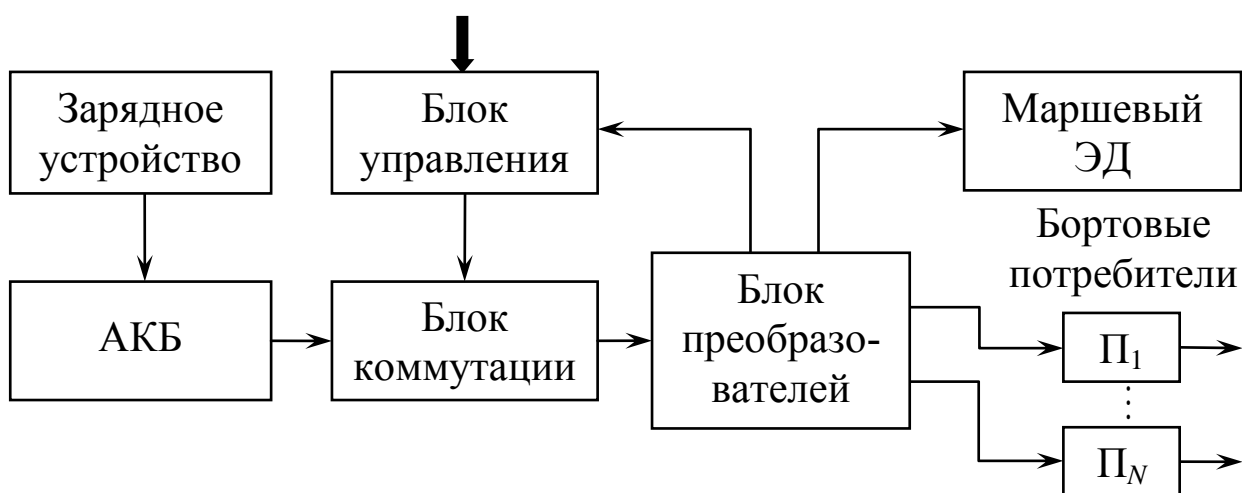 Зарядное
устройство
Блок
управления
Маршевый
ЭД
Бортовые
потребители
АКБ
Блок
коммутации
Блок
преобразо-
вателей
П1
ПN